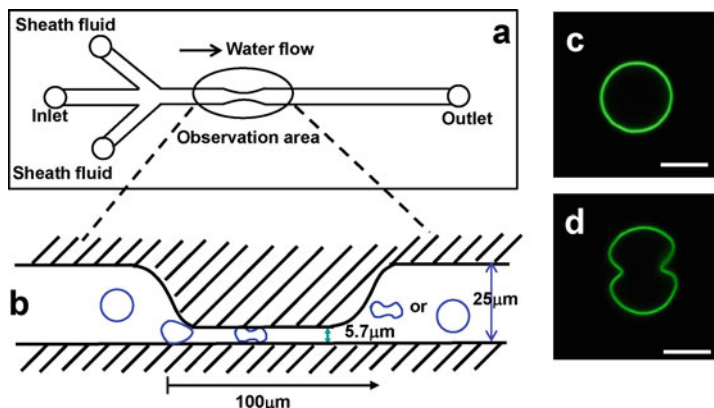 Sheath fluid
a
c
Water flow
Inlet
Outlet
Observation area
Sheath fluid
d
b
or
25μm
5.7μm
100μm